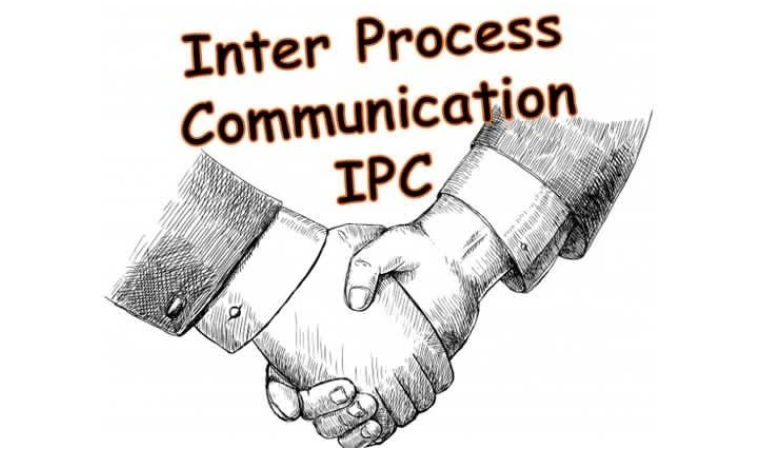 Inter Process
Communication
IPC